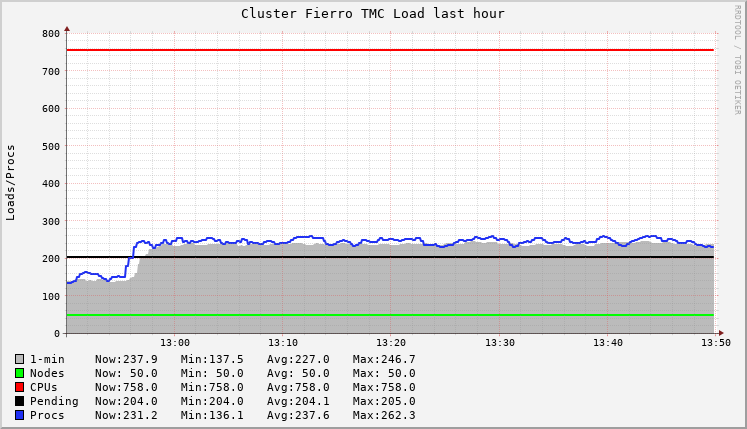 Cluster Fierro TMC Load last hour
RRDTOOL / TOBI OETIKER
Loads/Procs
800
700
600
500
400
300
200
100
0
13:00 13:10 13:20 13:30 13:40 13:50
1-min Now:237.9 Min:137.5 Avg:227.0 Max:246.7
Nodes Now: 50.0 Min: 50.0 Avg: 50.0 Max: 50.0
CPUs Now:758.0 Min:758.0 Avg:758.0 Max:758.0
Pending Now:204.0 Min:204.0 Avg:204.1 Max:205.0
Procs Now:231.2 Min:136.1 Avg:237.6 Max:262.3